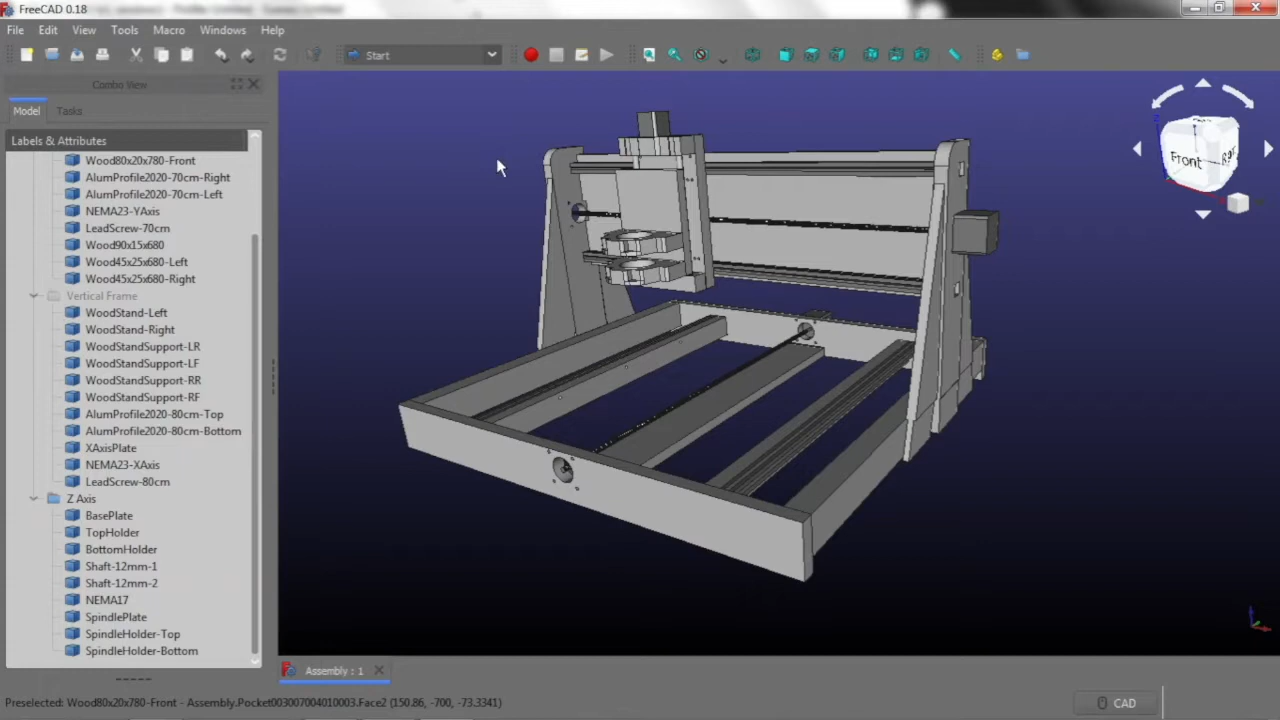 FreeCAD 0.18
File Edit View Tools Macro Windows Help
Start
Combo View
Model Tasks
Labels & Attributes
Wood80x20x780-Front
AlumProfile2020-70cm-Right
AlumProfile2020-70cm-Left
NEMA23-YAxis
LeadScrew-70cm
Wood90x15x680
Wood45x25x680-Left
Wood45x25x680-Right
Vertical Frame
WoodStand-Left
WoodStand-Right
WoodStandSupport-LR
WoodStandSupport-LF
WoodStandSupport-RR
WoodStandSupport-RF
AlumProfile2020-80cm-Top
AlumProfile2020-80cm-Bottom
XAxisPlate
NEMA23-XAxis
LeadScrew-80cm
Z Axis
BasePlate
TopHolder
BottomHolder
Shaft-12mm-1
Shaft-12mm-2
NEMA17
SpindlePlate
SpindleHolder-Top
SpindleHolder-Bottom
Front
Assembly : 1
Preselected: Wood80x20x780-Front - Assembly.Pocket003007004010003.Face2 (150.86, -700, -73.3341)
CAD